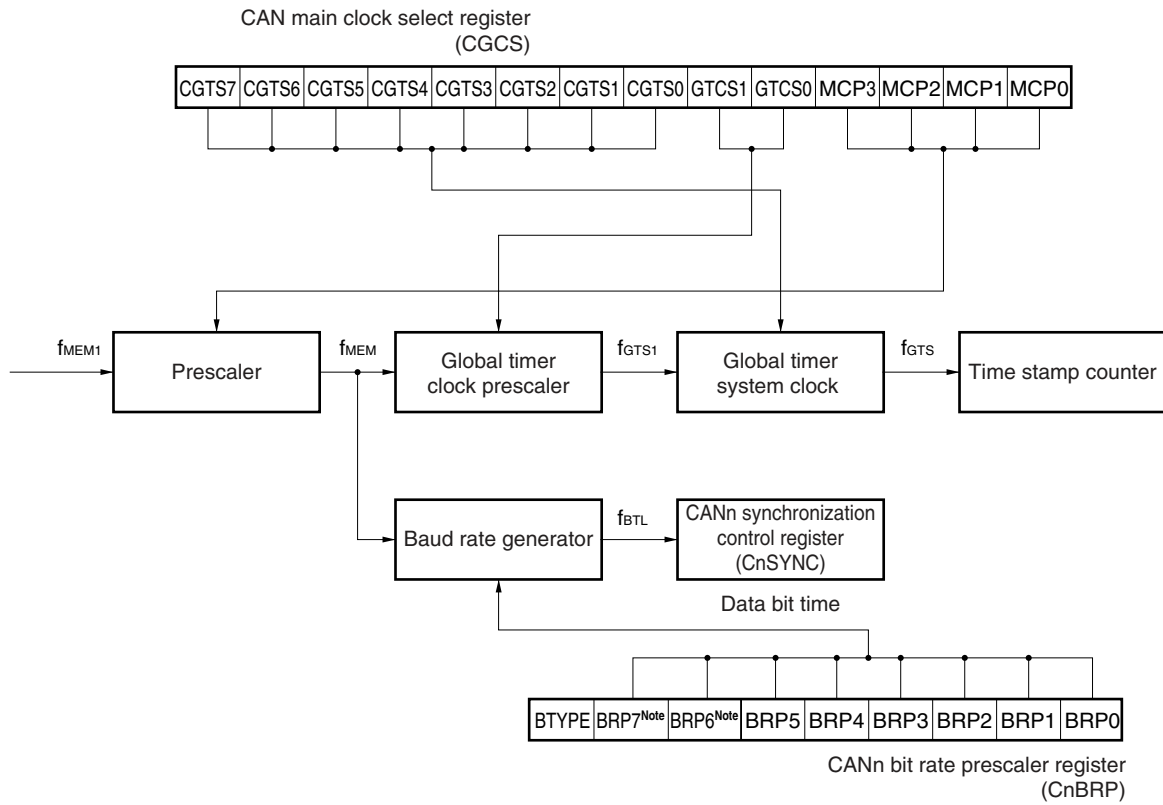 CAN main clock select register
(CGCS)
CGTS7 CGTS6 CGTS5 CGTS4 CGTS3 CGTS2 CGTS1 CGTS0 GTCS1 GTCS0 MCP3 MCP2 MCP1 MCP0
fMEM1
Prescaler
fMEM
Global timer
clock prescaler
fGTS1
Global timer
system clock
fGTS
Time stamp counter
Baud rate generator
fBTL
CANn synchronization
control register
(CnSYNC)
Data bit time
BTYPE BRP7Note BRP6Note BRP5 BRP4 BRP3 BRP2 BRP1 BRP0
CANn bit rate prescaler register
(CnBRP)